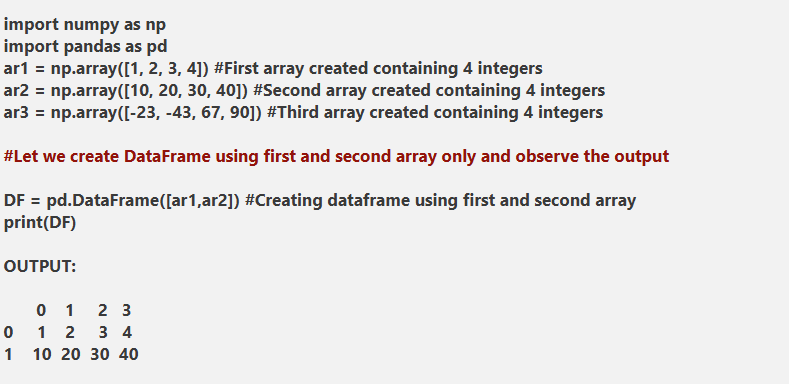 import numpy as np
import pandas as pd
ar1 = np.array([1, 2, 3, 4]) #First array created containing 4 integers
ar2 = np.array([10, 20, 30, 40]) #Second array created containing 4 integers
ar3 = np.array([-23, -43, 67, 90]) #Third array created containing 4 integers
#Let we create DataFrame using first and second array only and observe the output
DF = pd.DataFrame([ar1,ar2]) #Creating dataframe using first and second array
print(DF)
OUTPUT:
0 1 2 3
0 1 2 3 4
1 10 20 30 40